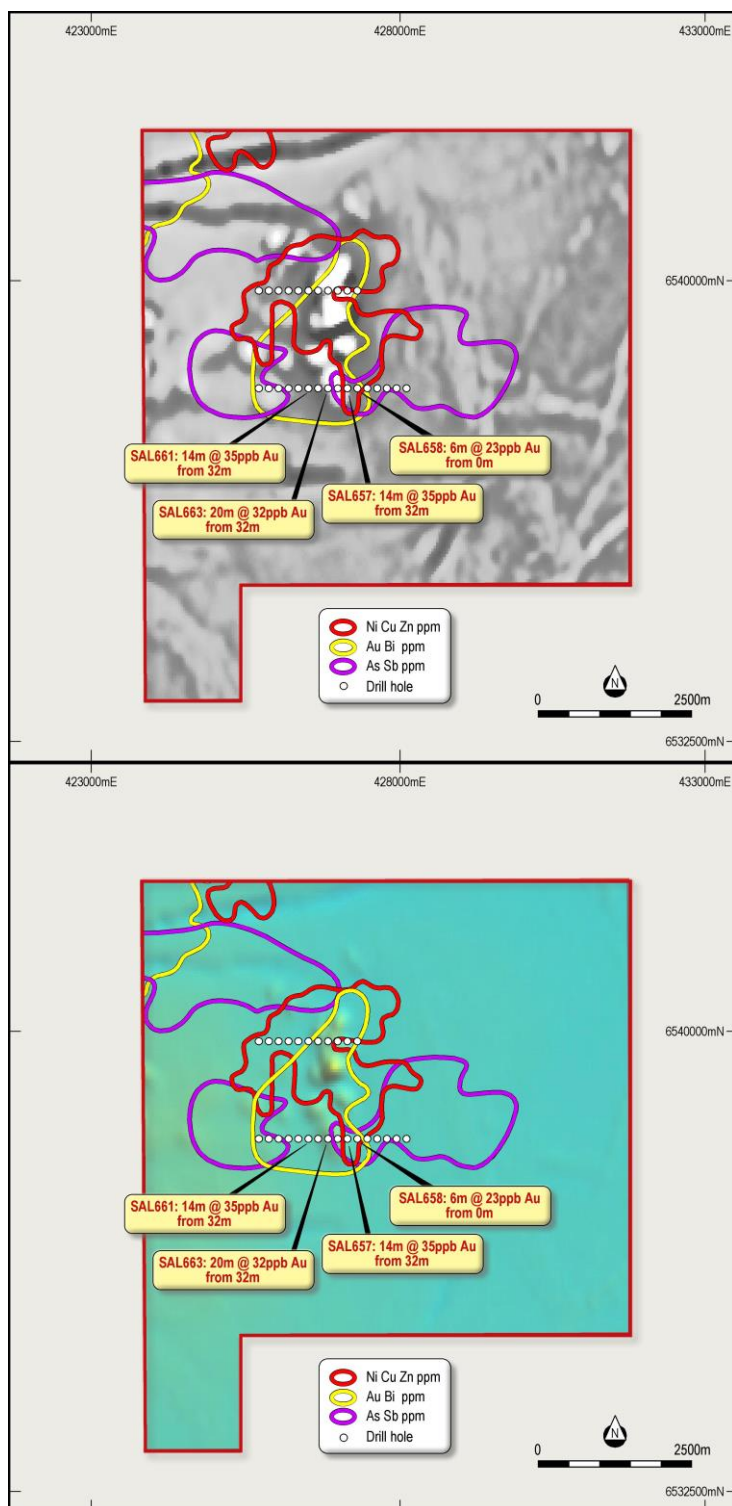 423000mE
428000mE
433000mE
6540000mN
SAL661: 14m @ 35ppb Au
from 32m
SAL658: 6m @ 23ppb Au
from 0m
SAL663: 20m @ 32ppb Au
from 32m
SAL657: 14m @ 35ppb Au
from 32m
Ni Cu Zn ppm
Au Bi ppm
As Sb ppm
Drill hole
N
0
2500m
6532500mN
423000mE
428000mE
433000mE
6540000mN
SAL661: 14m @ 35ppb Au
from 32m
SAL658: 6m @ 23ppb Au
from 0m
SAL663: 20m @ 32ppb Au
from 32m
SAL657: 14m @ 35ppb Au
from 32m
Ni Cu Zn ppm
Au Bi ppm
As Sb ppm
Drill hole
N
0
2500m
6532500mN